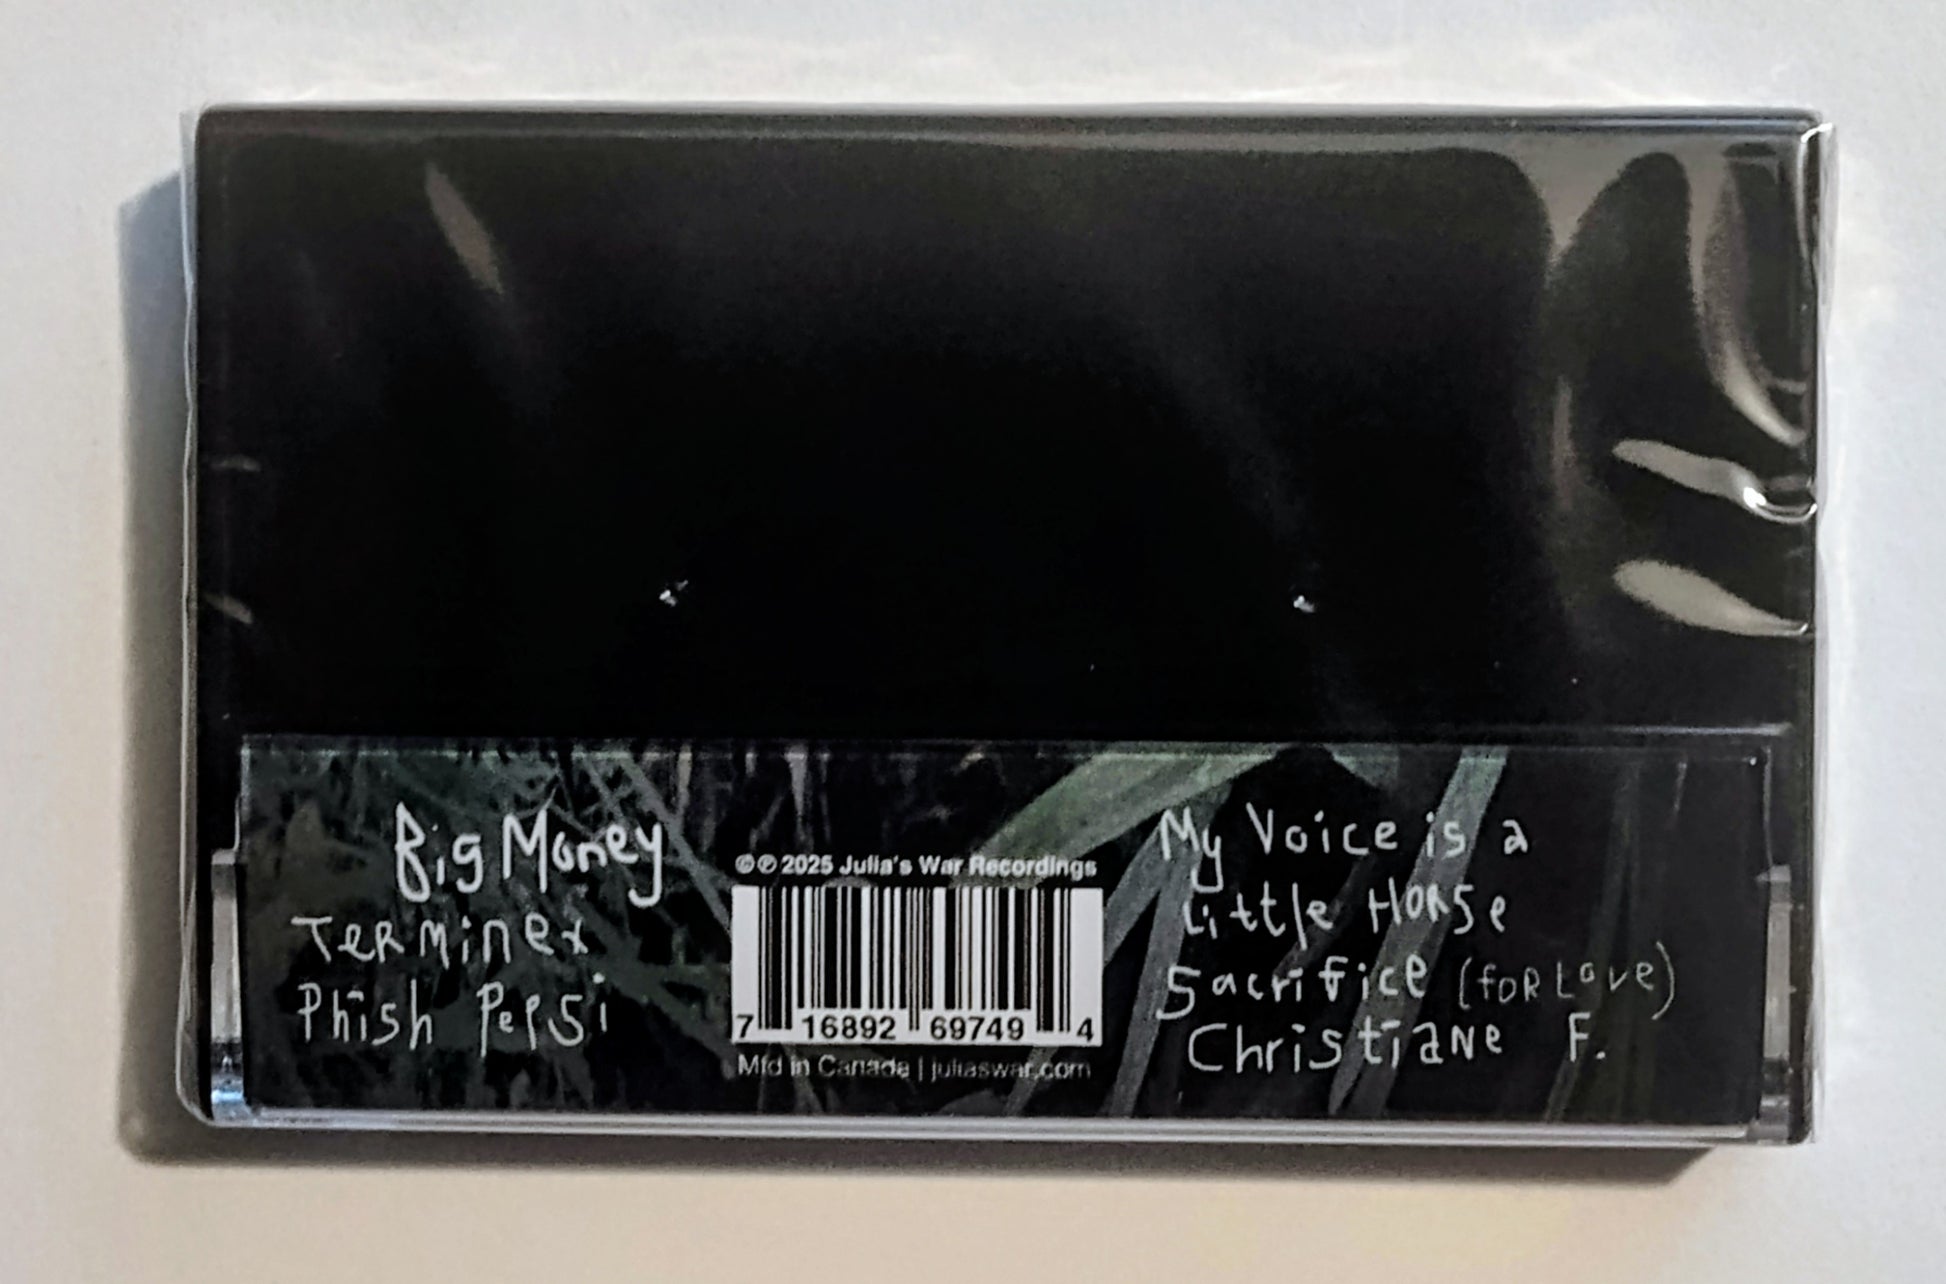 Big Money
Terminex
Phish Pepsi
©℗ 2025 Julia's War Recordings
7 16892 69749 4
Mfd in Canada | juliaswar.com
My Voice is a
Little Horse
Sacrifice (for Love)
Christiane F.